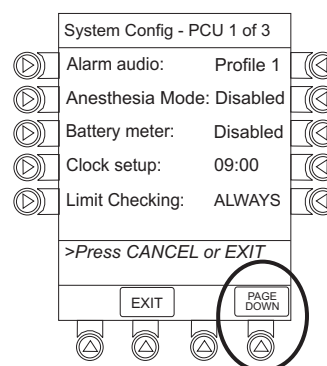 System Config - PCU 1 of 3
Alarm audio: Profile 1
Anesthesia Mode: Disabled
Battery meter: Disabled
Clock setup: 09:00
Limit Checking: ALWAYS
>Press CANCEL or EXIT
EXIT
PAGE
DOWN